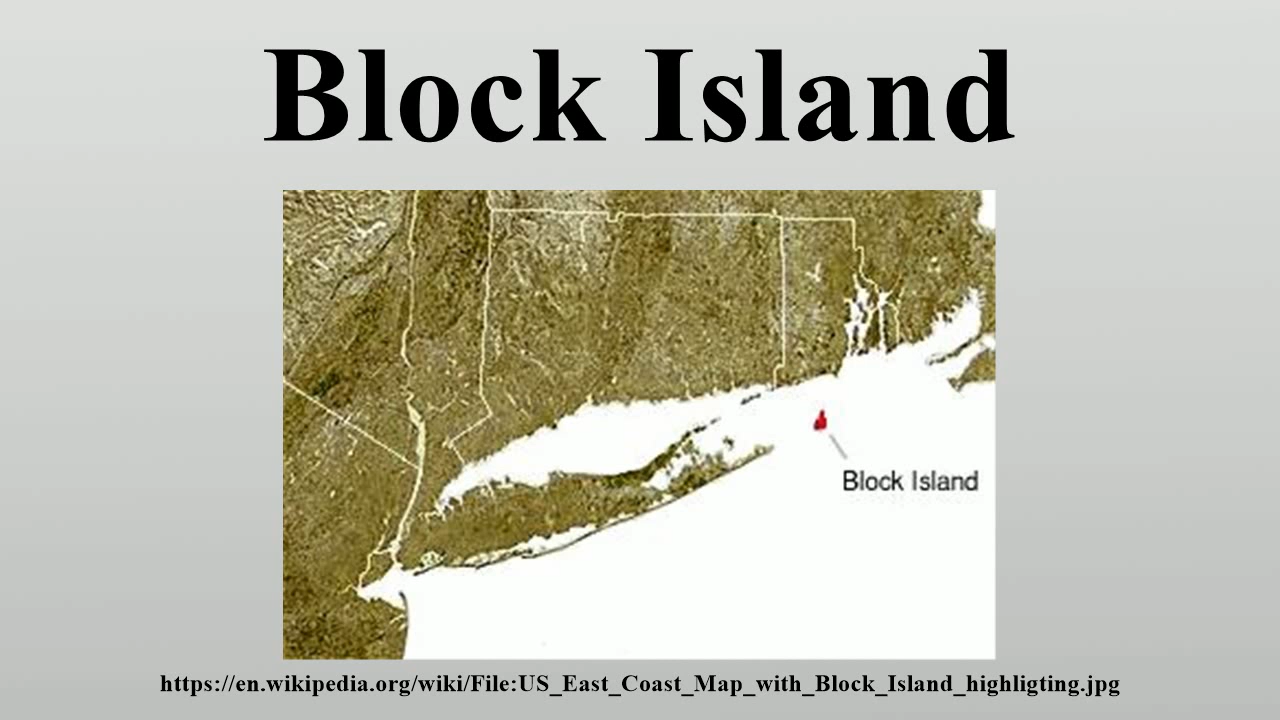 Block Island
Block Island
https://en.wikipedia.org/wiki/File:US_East_Coast_Map_with_Block_Island_highligting.jpg